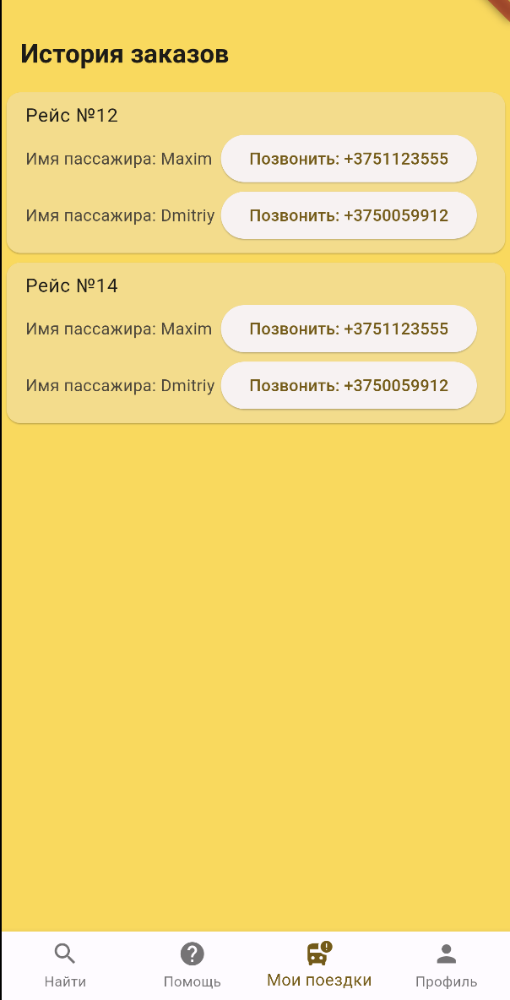 История заказов
Рейс №12
Имя пассажира: Maxim Позвонить: +3751123555
Имя пассажира: Dmitriy Позвонить: +3750059912
Рейс №14
Имя пассажира: Maxim Позвонить: +3751123555
Имя пассажира: Dmitriy Позвонить: +3750059912
Найти Помощь Мои поездки Профиль